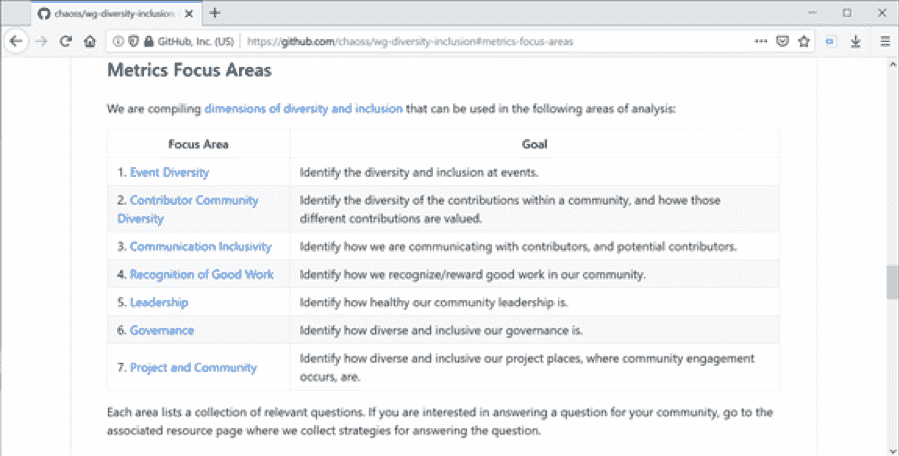 chaoss/wg-diversity-inclusion:
GitHub, Inc. (US)
https://github.com/chaoss/wg-diversity-inclusion#metrics-focus-areas
Metrics Focus Areas
We are compiling dimensions of diversity and inclusion that can be used in the following areas of analysis:
Focus Area Goal
1. Event Diversity Identify the diversity and inclusion at events.
2. Contributor Community Identify the diversity of the contributions within a community, and howe those
Diversity different contributions are valued.
3. Communication Inclusivity Identify how we are communicating with contributors, and potential contributors.
4. Recognition of Good Work Identify how we recognize/reward good work in our community.
5. Leadership Identify how healthy our community leadership is.
6. Governance Identify how diverse and inclusive our governance is.
7. Project and Community Identify how diverse and inclusive our project places, where community engagement
occurs, are.
Each area lists a collection of relevant questions. If you are interested in answering a question for your community, go to the
associated resource page where we collect strategies for answering the question.